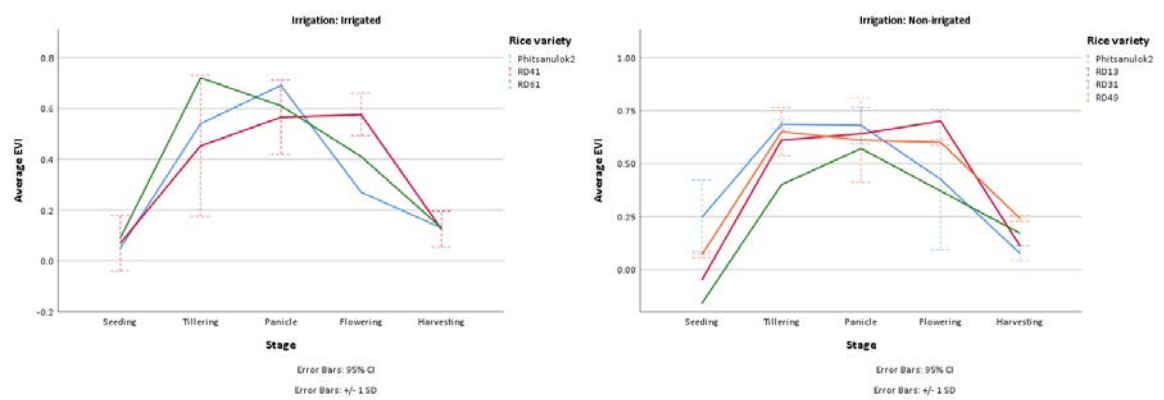 Irrigation: Irrigated
Rice variety
Phitsanulok2
RD41
RD61
Average EVI
0.8
0.6
0.4
0.2
0.0
-0.2
Seeding
Tillering
Panicle
Flowering
Harvesting
Stage
Error Bars: 95% CI
Error Bars: +/- 1 SD
Irrigation: Non-irrigated
Rice variety
Phitsanulok2
RD13
RD31
RD49
Average EVI
1.00
0.75
0.50
0.25
0.00
Seeding
Tillering
Panicle
Flowering
Harvesting
Stage
Error Bars: 95% CI
Error Bars: +/- 1 SD